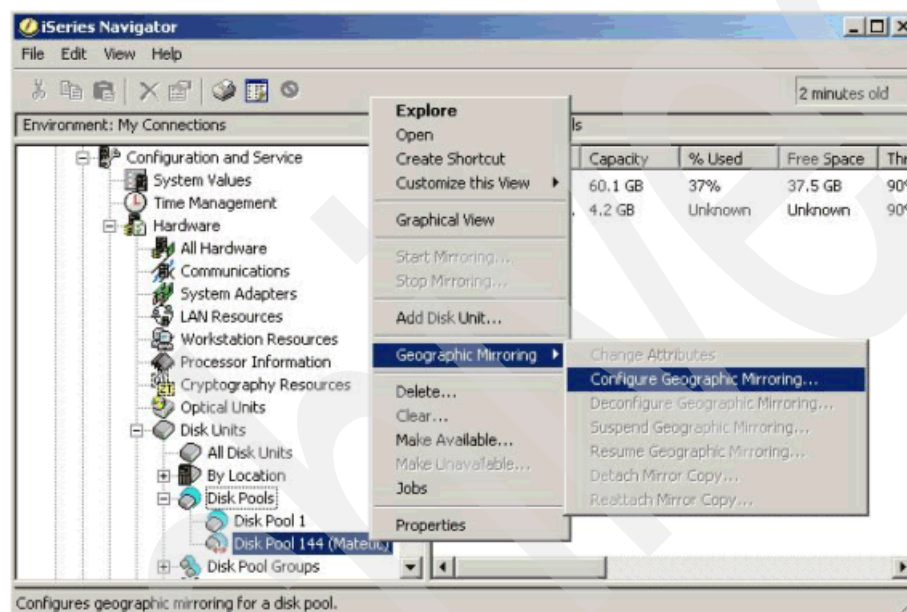 iSeries Navigator
File Edit View Help
2 minutes old
Environment: My Connections
ls
Configuration and Service
System Values
Time Management
Hardware
All Hardware
Communications
System Adapters
LAN Resources
Workstation Resources
Processor Information
Cryptography Resources
Optical Units
Disk Units
All Disk Units
By Location
Disk Pools
Disk Pool 1
Disk Pool 144 (Mateuc)
Disk Pool Groups
Explore
Open
Create Shortcut
Customize this View
Graphical View
Start Mirroring...
Stop Mirroring...
Add Disk Unit...
Geographic Mirroring
Delete...
Clear...
Make Available...
Make Unavailable...
Jobs
Properties
Capacity % Used Free Space Thr
60.1 GB 37% 37.5 GB 90%
4.2 GB Unknown Unknown 90%
Change Attributes
Configure Geographic Mirroring...
Deconfigure Geographic Mirroring...
Suspend Geographic Mirroring...
Resume Geographic Mirroring...
Detach Mirror Copy...
Reattach Mirror Copy...
Configures geographic mirroring for a disk pool.